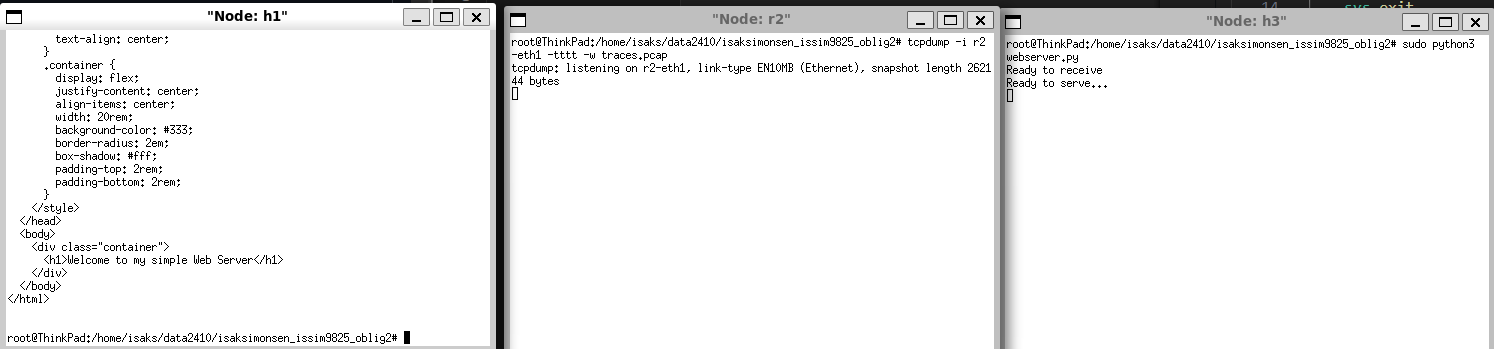 "Node: h1"
text-align: center;
}
.container {
display: flex;
justify-content: center;
align-items: center;
width: 20rem;
background-color: #333;
border-radius: 2em;
box-shadow: #fff;
padding-top: 2rem;
padding-bottom: 2rem;
}
</style>
</head>
<body>
<div class="container">
<h1>Welcome to my simple Web Server</h1>
</div>
</body>
</html>
root@ThinkPad:/home/isaks/data2410/isaksimonsen_issim9825_oblig2#
"Node: r2"
root@ThinkPad:/home/isaks/data2410/isaksimonsen_issim9825_oblig2# tcpdump -i r2
-eth1 -tttt -w traces.pcap
tcpdump: listening on r2-eth1, link-type EN10MB (Ethernet), snapshot length 2621
44 bytes
14 sys.exit
"Node: h3"
root@ThinkPad:/home/isaks/data2410/isaksimonsen_issim9825_oblig2# sudo python3
webserver.py
Ready to receive
Ready to serve...